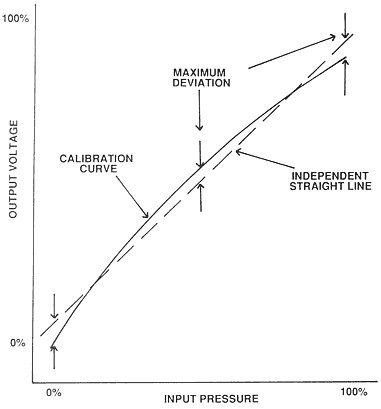 100%
MAXIMUM
DEVIATION
CALIBRATION
CURVE
INDEPENDENT
STRAIGHT LINE
OUTPUT VOLTAGE
0%
0%
INPUT PRESSURE
100%